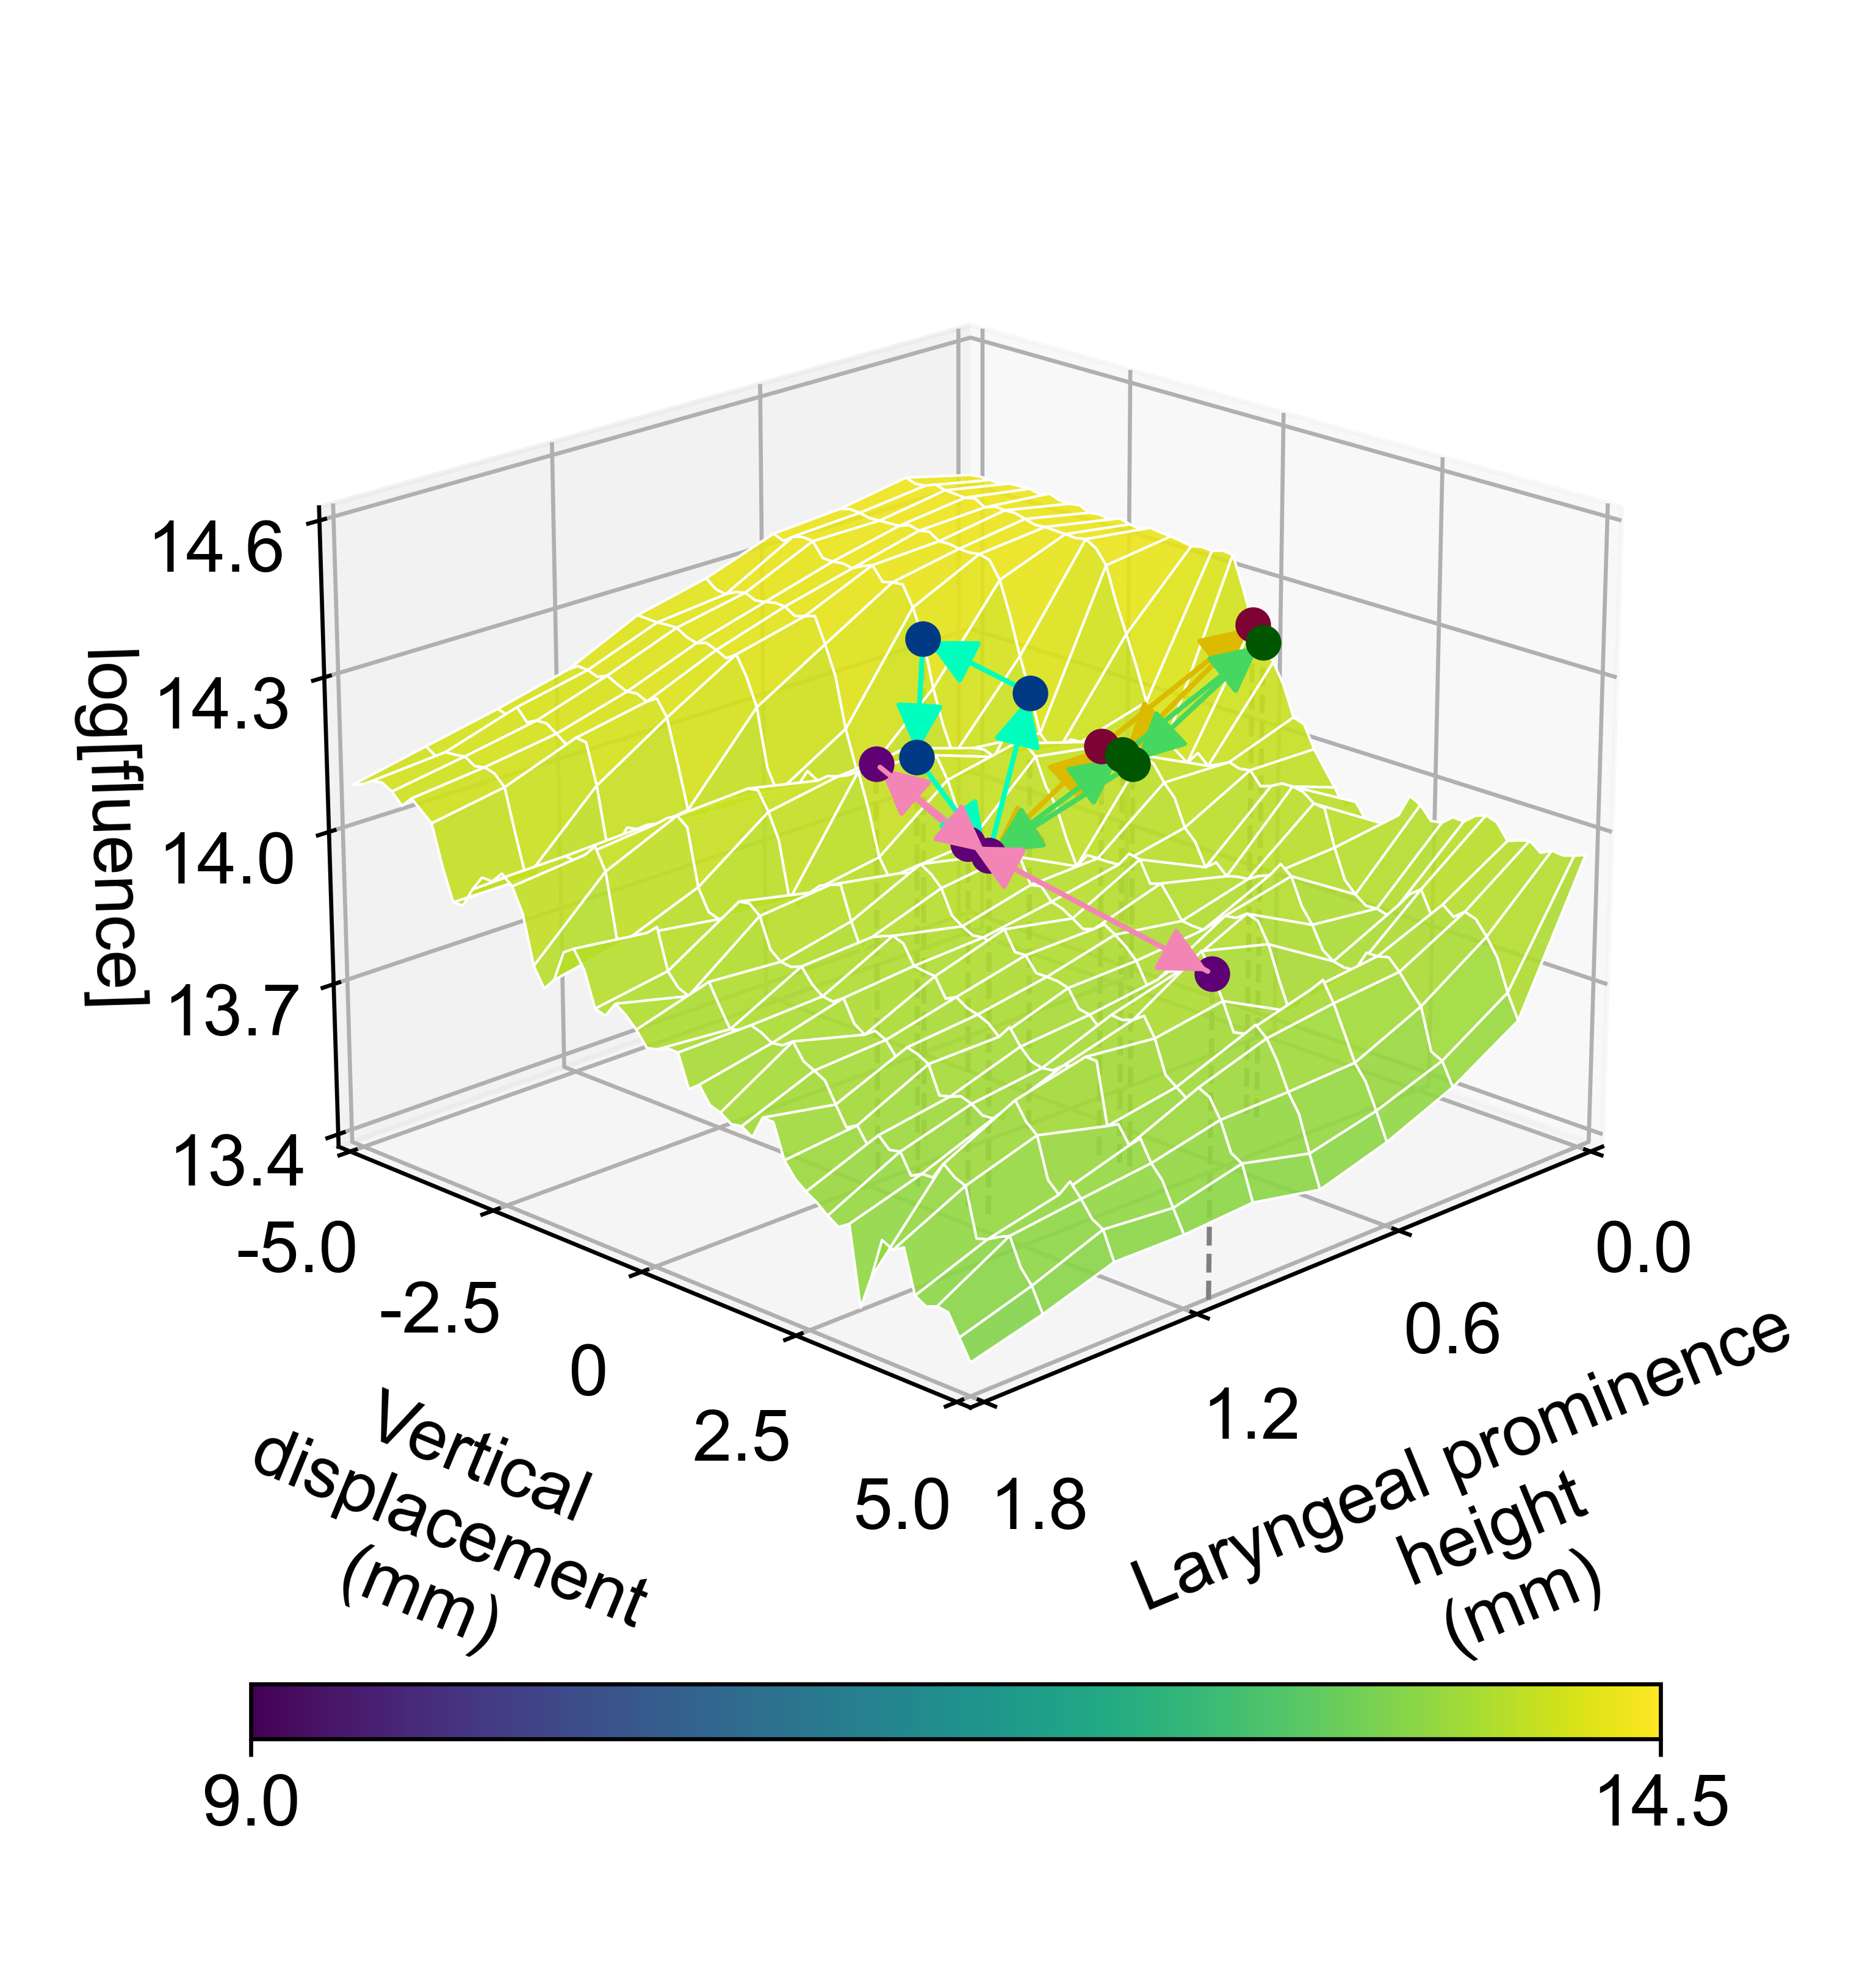 14.6
14.3
14.0
13.7
13.4
log[fluence]
-5.0
-2.5
0
2.5
5.0
Vertical
displacement
(mm)
1.8
1.2
0.6
0.0
Laryngeal prominence
height
(mm)
9.0
14.5